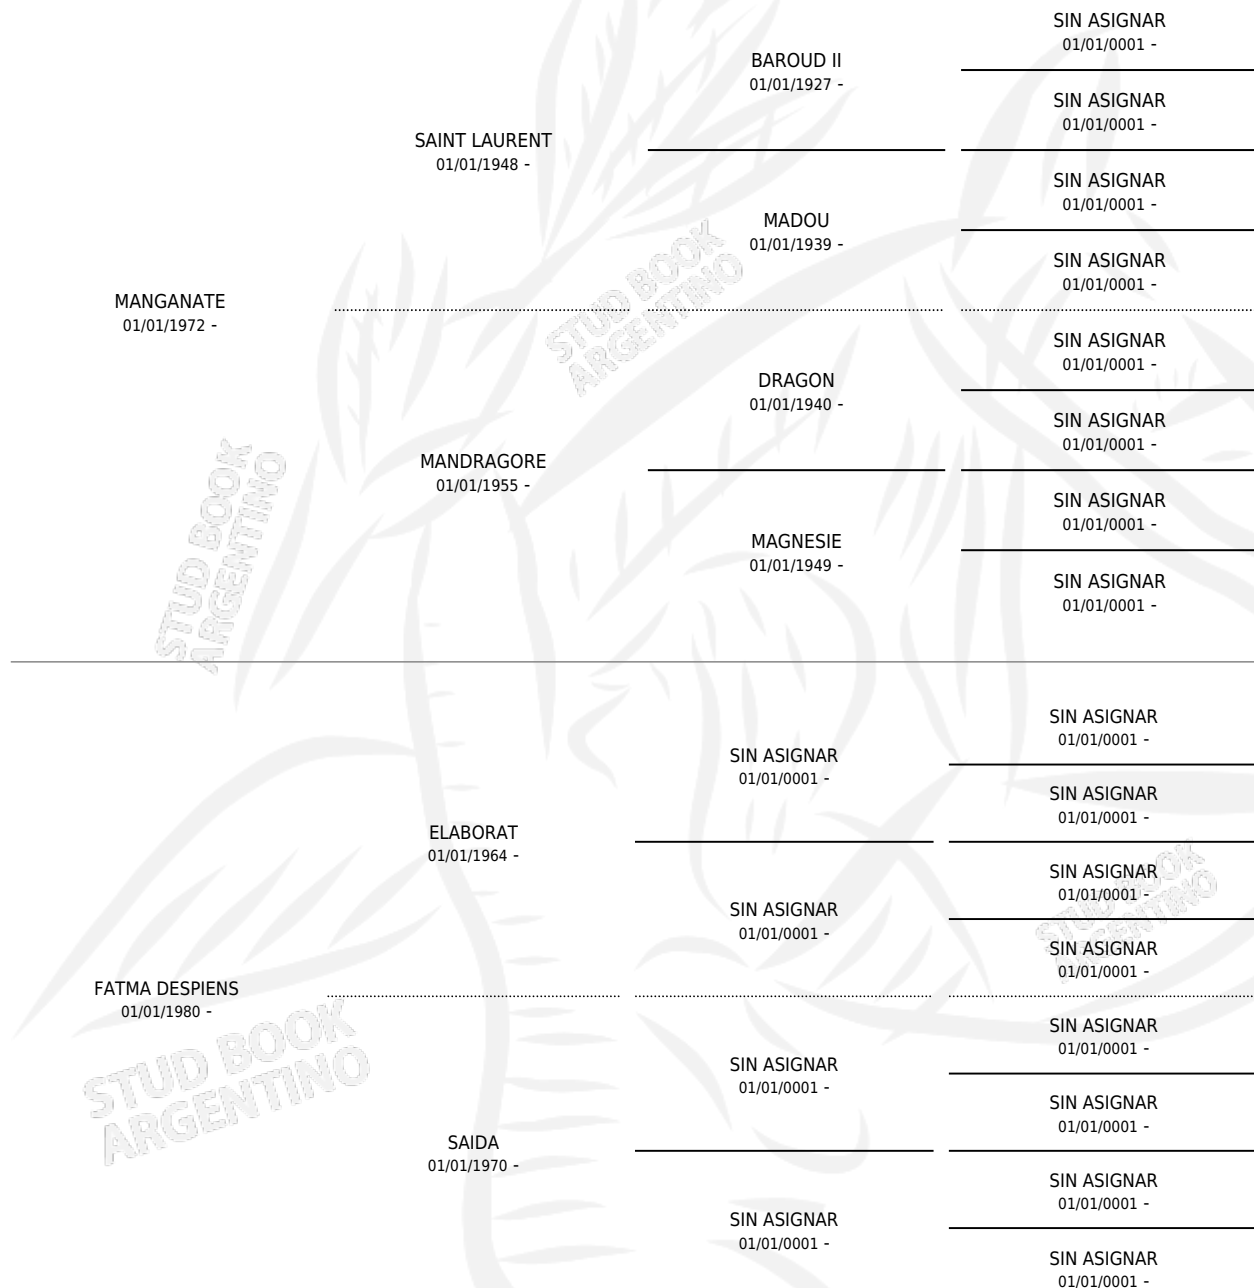 SIN ASIGNAR
01/01/0001 -
BAROUD II
01/01/1927 -
SIN ASIGNAR
01/01/0001 -
SAINT LAURENT
01/01/1948 -
SIN ASIGNAR
01/01/0001 -
MADOU
01/01/1939 -
SIN ASIGNAR
01/01/0001 -
STUD BOOK
ARGENTINO
MANGANATE
01/01/1972 -
SIN ASIGNAR
01/01/0001 -
DRAGON
01/01/1940 -
SIN ASIGNAR
01/01/0001 -
MANDRAGORE
01/01/1955 -
SIN ASIGNAR
01/01/0001 -
MAGNESIE
01/01/1949 -
SIN ASIGNAR
01/01/0001 -
STUD BOOK
ARGENTINO
SIN ASIGNAR
01/01/0001 -
SIN ASIGNAR
01/01/0001 -
SIN ASIGNAR
01/01/0001 -
ELABORAT
01/01/1964 -
SIN ASIGNAR
01/01/0001 -
SIN ASIGNAR
01/01/0001 -
SIN ASIGNAR
01/01/0001 -
STUD BOOK
ARGENTINO
FATMA DESPIENS
01/01/1980 -
SIN ASIGNAR
01/01/0001 -
SIN ASIGNAR
01/01/0001 -
SIN ASIGNAR
01/01/0001 -
STUD BOOK
ARGENTINO
SAIDA
01/01/1970 -
SIN ASIGNAR
01/01/0001 -
SIN ASIGNAR
01/01/0001 -
SIN ASIGNAR
01/01/0001 -